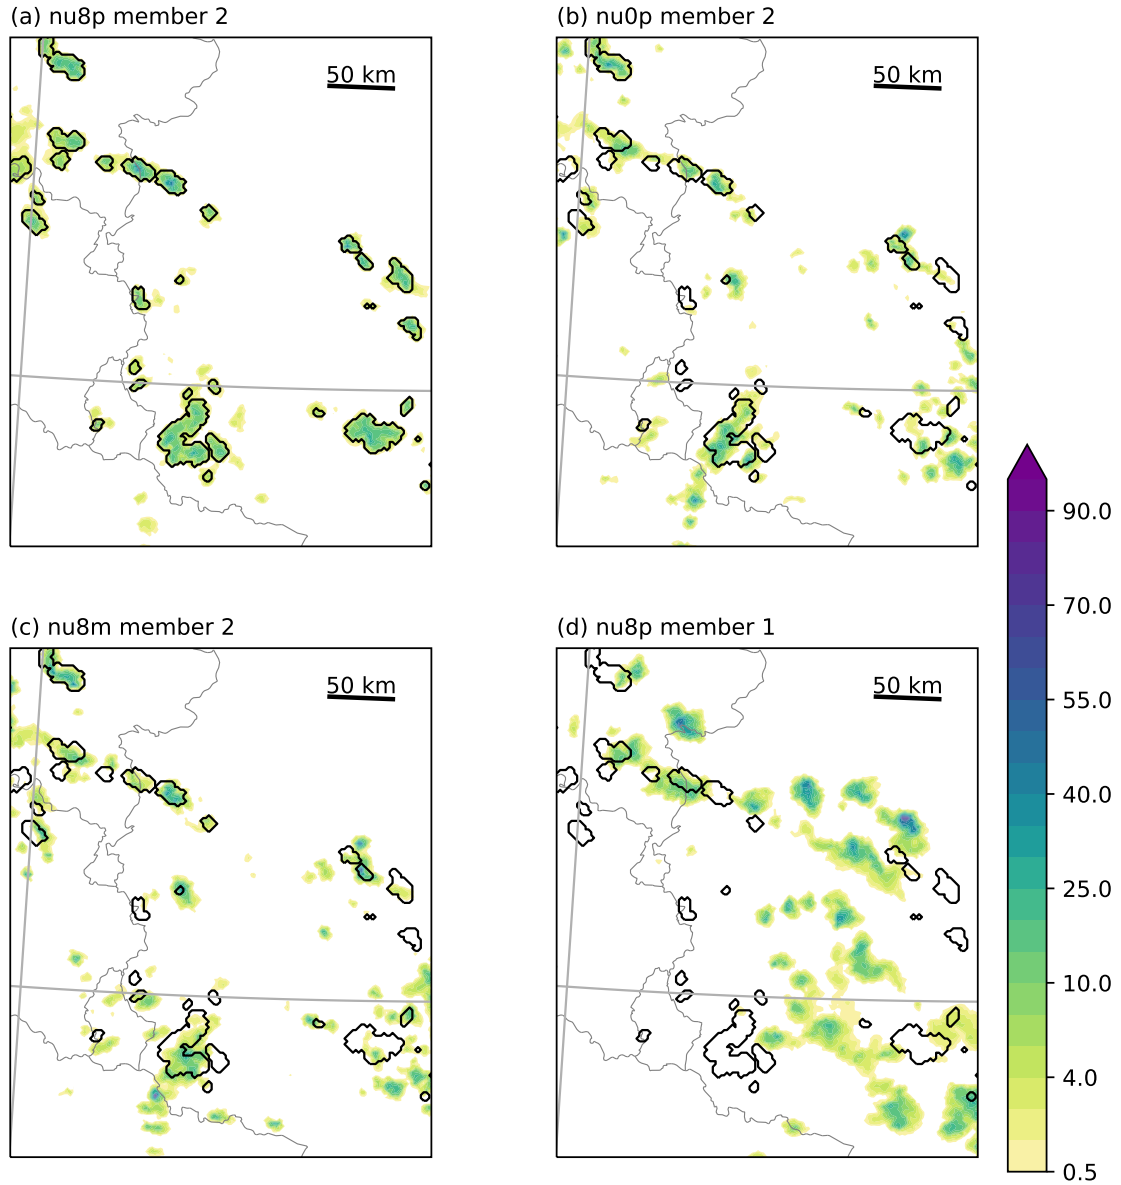 (a) nu8p member 2
(b) nu0p member 2
50 km
50 km
(c) nu8m member 2
(d) nu8p member 1
50 km
50 km
90.0
70.0
55.0
40.0
25.0
10.0
4.0
0.5